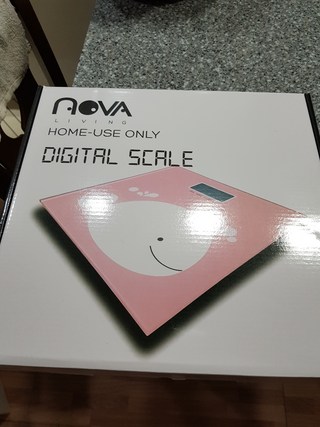 NOVA
LIVING
HOME-USE ONLY
DIGITAL SCALE